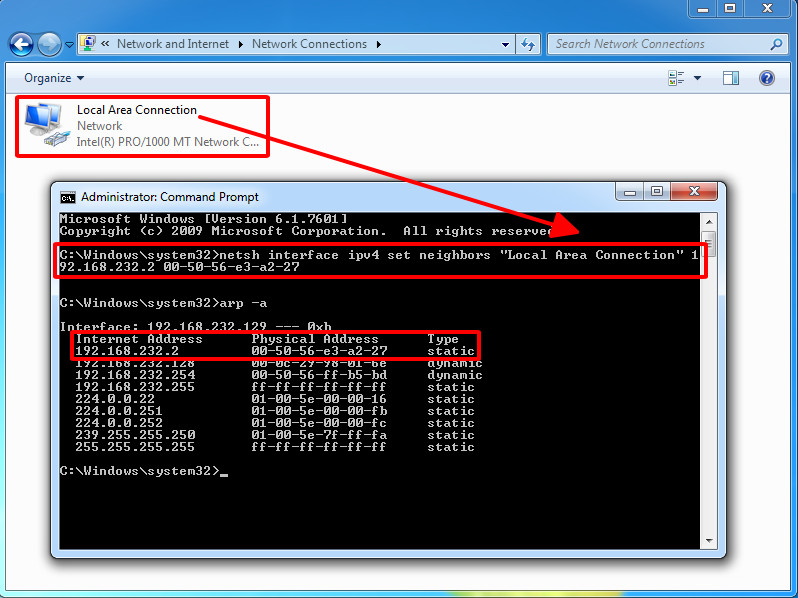 « Network and Internet ▸ Network Connections ▸
Search Network Connections
Organize
Local Area Connection
Network
Intel(R) PRO/1000 MT Network C...
Administrator: Command Prompt
Microsoft Windows [Version 6.1.7601]
Copyright (c) 2009 Microsoft Corporation. All rights reserved
C:\Windows\system32>netsh interface ipv4 set neighbors "Local Area Connection" 1
92.168.232.2 00-50-56-e3-a2-27
C:\Windows\system32>arp -a
Interface: 192.168.232.129 --- 0xb
Internet Address Physical Address Type
192.168.232.2 00-50-56-e3-a2-27 static
192.168.232.128 00-0c-29-98-01-6e dynamic
192.168.232.254 00-50-56-ff-b5-bd dynamic
192.168.232.255 ff-ff-ff-ff-ff-ff static
224.0.0.22 01-00-5e-00-00-16 static
224.0.0.251 01-00-5e-00-00-fb static
224.0.0.252 01-00-5e-00-00-fc static
239.255.255.250 01-00-5e-7f-ff-fa static
255.255.255.255 ff-ff-ff-ff-ff-ff static
C:\Windows\system32>_